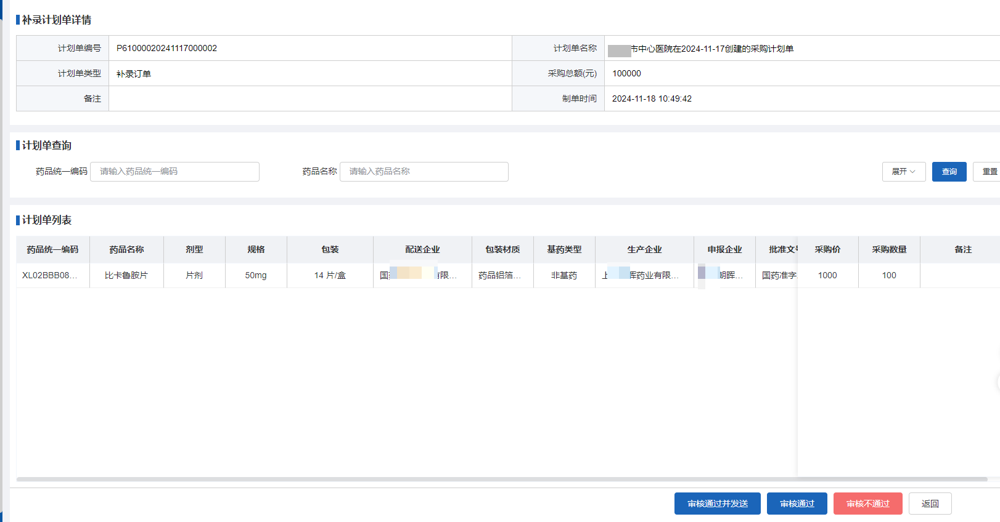 补录计划单详情
计划单编号 P61000020241117000002 计划单名称 市中心医院在2024-11-17创建的采购计划单
计划单类型 补录订单 采购总额(元) 100000
备注 制单时间 2024-11-18 10:49:42
计划单查询
药品统一编码 请输入药品统一编码 药品名称 请输入药品名称 展开 查询 重置
计划单列表
药品统一编码 药品名称 剂型 规格 包装 配送企业 包装材质 基药类型 生产企业 申报企业 批准文号 采购价 采购数量 备注
XL02BBB08... 比卡鲁胺片 片剂 50mg 14 片/盒 国 有限... 药品铝箔... 非基药 上 晖药业有限... 朝晖... 国药准字 1000 100
审核通过并发送 审核通过 审核不通过 返回